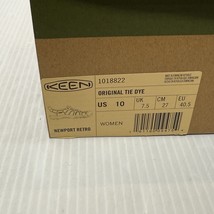 KEEN
1018822
ORIGINAL TIE DYE
US 10
UK 7.5
CM 27
EU 40.5
NEWPORT RETRO
WOMEN